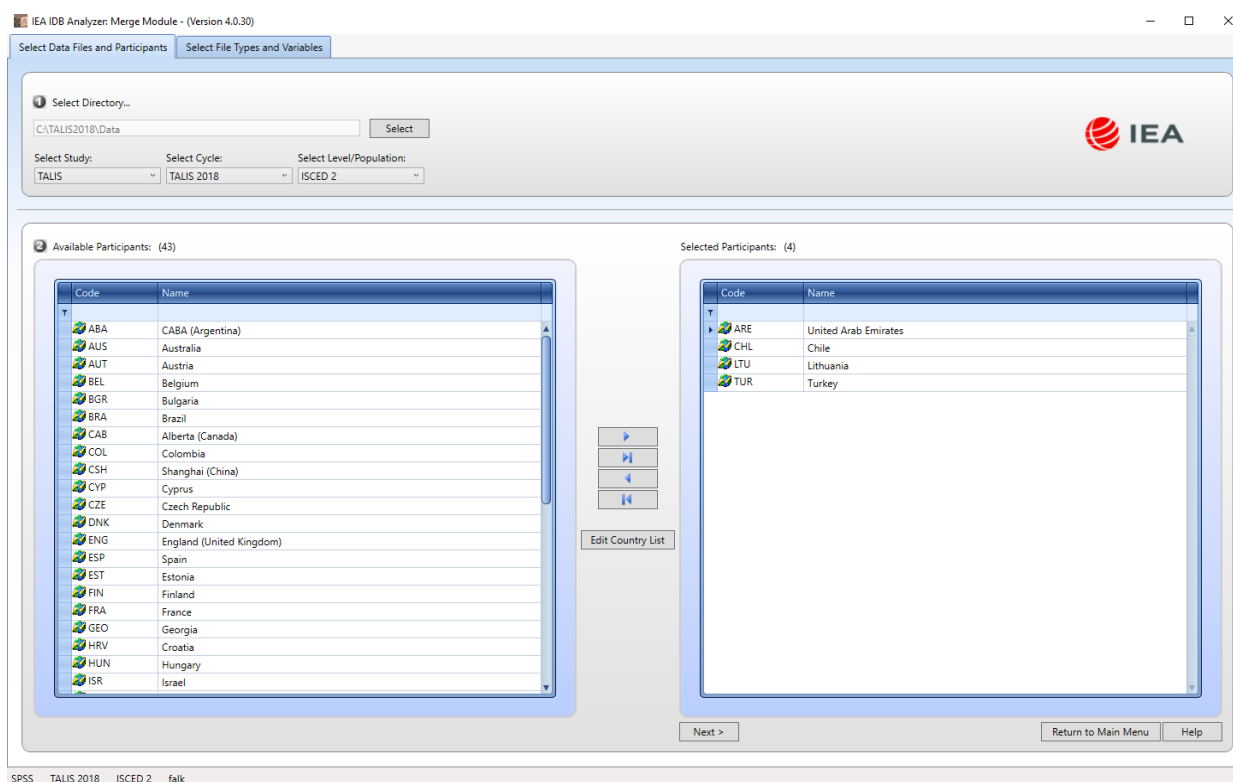 IEA IDB Analyzer: Merge Module - (Version 4.0.30)
Select Data Files and Participants Select File Types and Variables
1 Select Directory...
C:\TALIS2018\Data Select
IEA
Select Study: Select Cycle: Select Level/Population:
TALIS TALIS 2018 ISCED 2
2 Available Participants: (43)
Code Name
ABA CABA (Argentina)
AUS Australia
AUT Austria
BEL Belgium
BGR Bulgaria
BRA Brazil
CAB Alberta (Canada)
COL Colombia
CSH Shanghai (China)
CYP Cyprus
CZE Czech Republic
DNK Denmark
ENG England (United Kingdom)
ESP Spain
EST Estonia
FIN Finland
FRA France
GEO Georgia
HRV Croatia
HUN Hungary
ISR Israel
Edit Country List
Selected Participants: (4)
Code Name
ARE United Arab Emirates
CHL Chile
LTU Lithuania
TUR Turkey
Next > Return to Main Menu Help
SPSS TALIS 2018 ISCED 2 falk